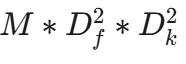 $M * D_f^2 * D_k^2$